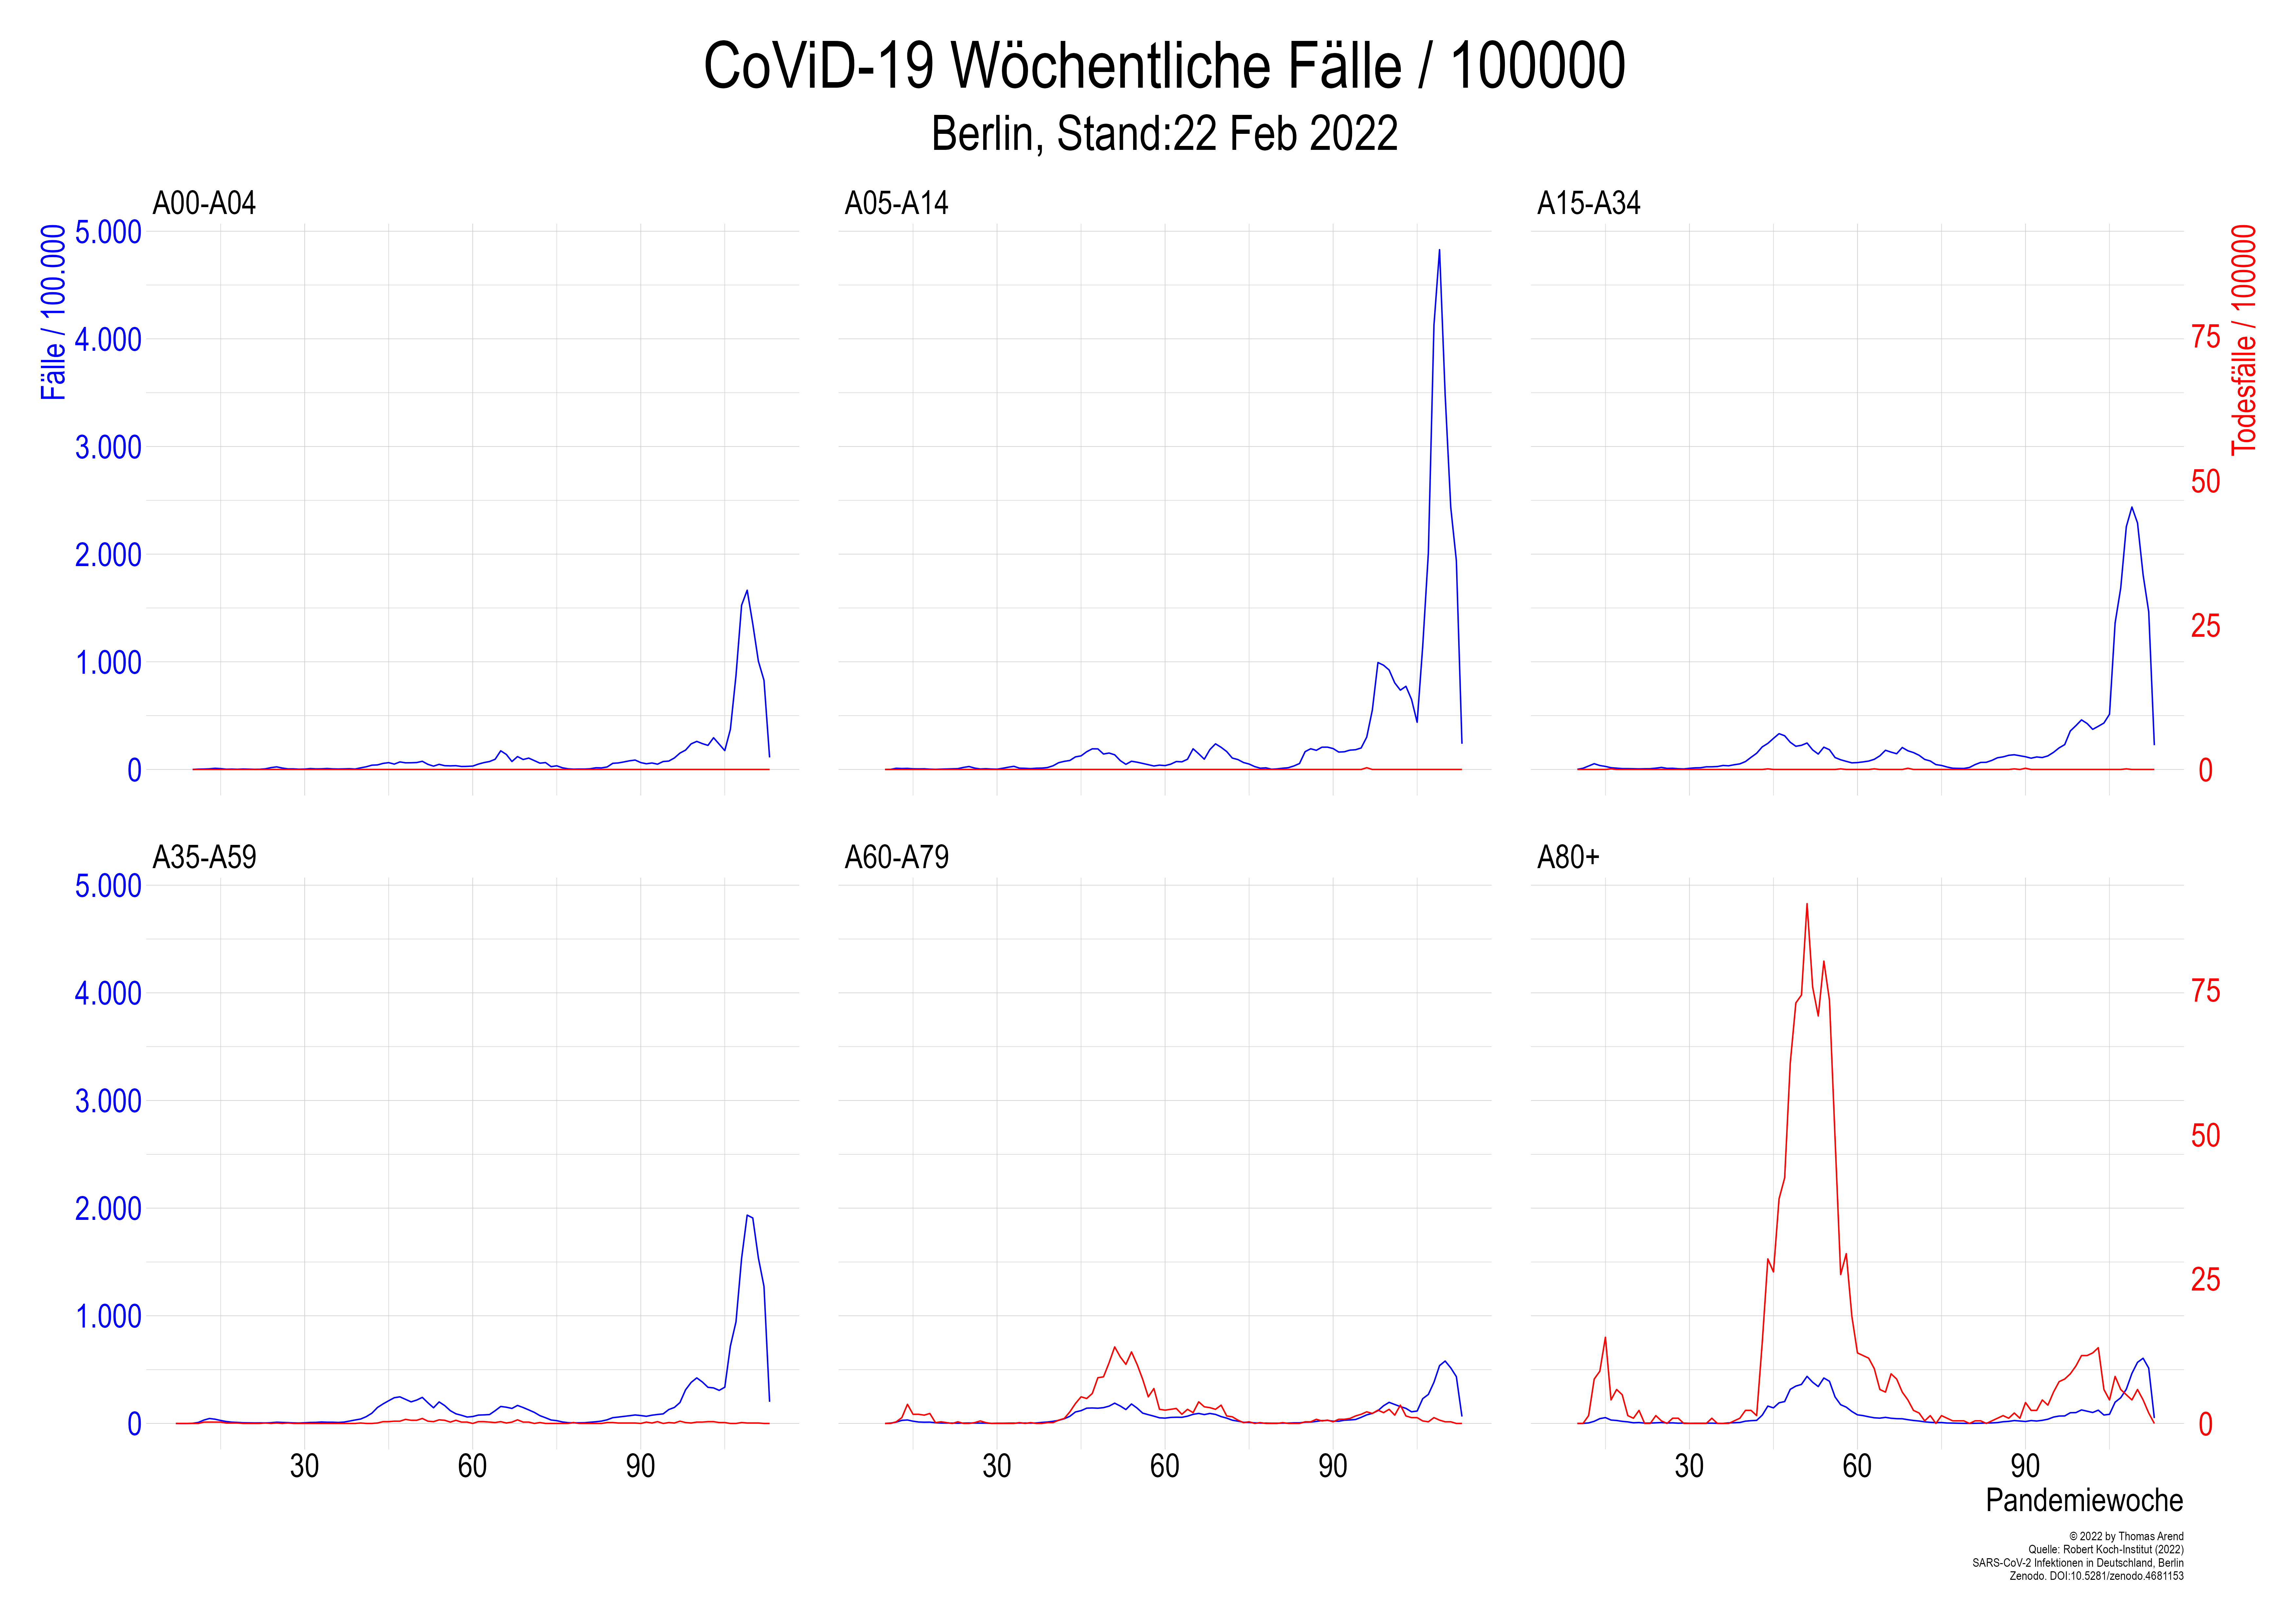 CoViD-19 Wöchentliche Fälle / 100000
Berlin, Stand:22 Feb 2022
A00-A04
A05-A14
A15-A34
Fälle / 100.000
5.000
4.000
3.000
2.000
1.000
0
Todesfälle / 100000
75
50
25
0
A35-A59
A60-A79
A80+
5.000
4.000
3.000
2.000
1.000
0
75
50
25
0
30 60 90
30 60 90
30 60 90
Pandemiewoche
© 2022 by Thomas Arend
Quelle: Robert Koch-Institut (2022)
SARS-CoV-2 Infektionen in Deutschland, Berlin
Zenodo. DOI:10.5281/zenodo.4681153